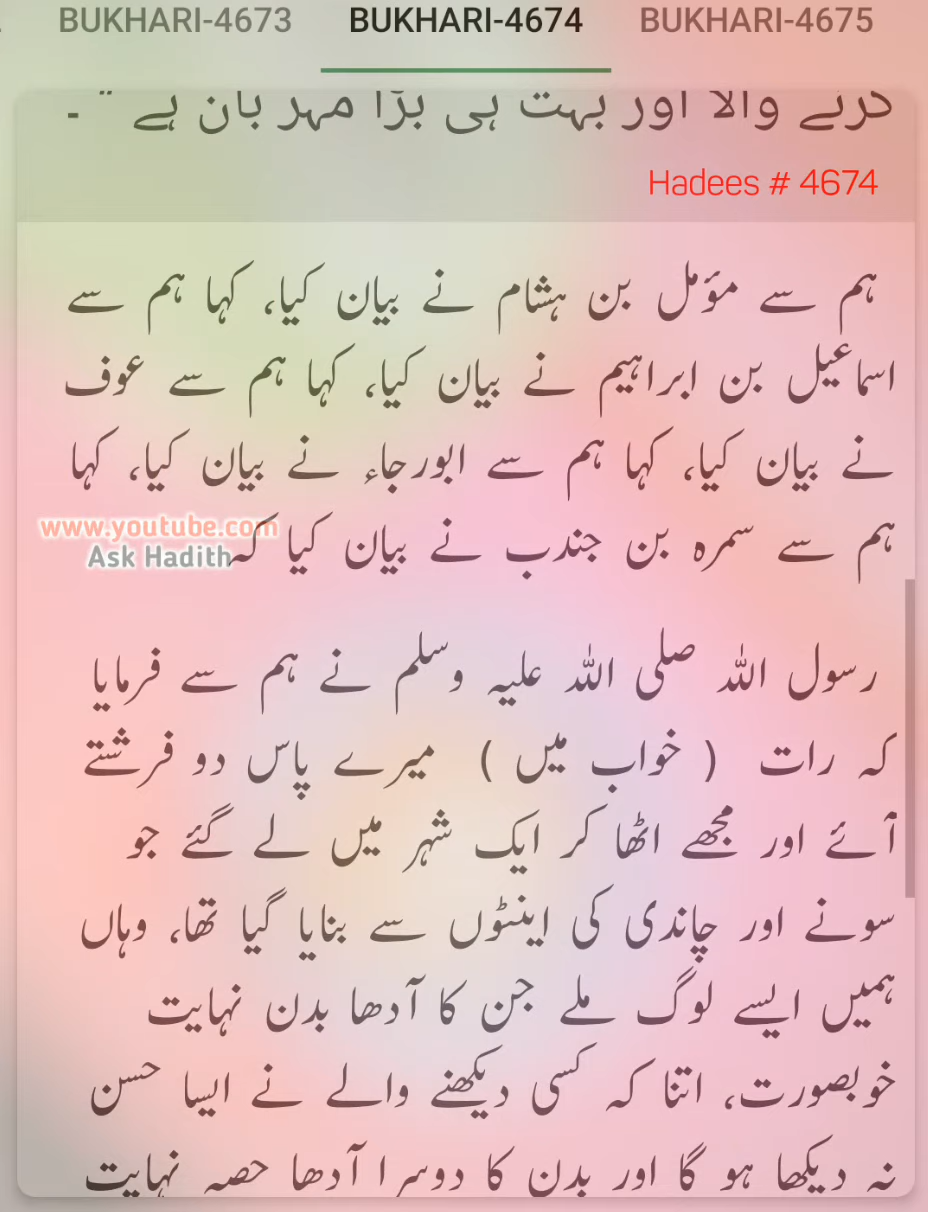 BUKHARI-4673 BUKHARI-4674 BUKHARI-4675
کرنے والا اور بہت ہی بڑا مہربان ہے " ۔
Hadees # 4674
ہم سے مؤمل بن ہشام نے بیان کیا، کہا ہم سے
اسماعیل بن ابراہیم نے بیان کیا، کہا ہم سے عوف
نے بیان کیا، کہا ہم سے ابورجاء نے بیان کیا، کہا
ہم سے سمرہ بن جندب نے بیان کیا کہ
www.youtube.com
Ask Hadith
رسول اللہ صلی اللہ علیہ وسلم نے ہم سے فرمایا
کہ رات ( خواب میں ) میرے پاس دو فرشتے
آئے اور مجھے اٹھا کر ایک شہر میں لے گئے جو
سونے اور چاندی کی اینٹوں سے بنایا گیا تھا، وہاں
ہمیں ایسے لوگ ملے جن کا آدھا بدن نہایت
خوبصورت، اتنا کہ کسی دیکھنے والے نے ایسا حسن
نہ دیکھا ہو گا اور بدن کا دوسرا آدھا حصہ نہایت